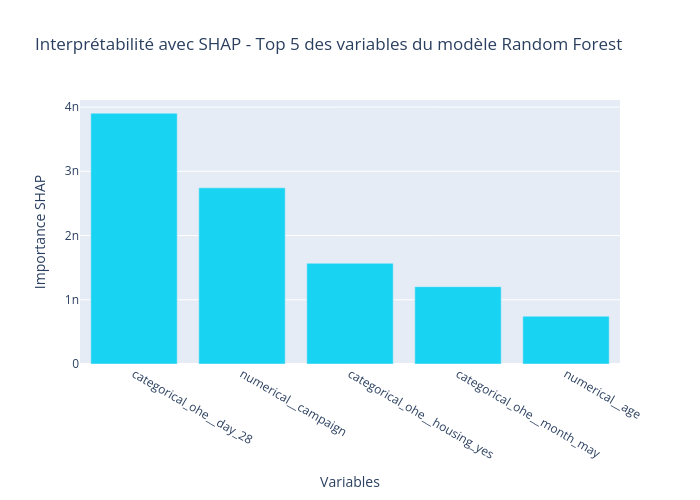 Interprétabilité avec SHAP - Top 5 des variables du modèle Random Forest
Importance SHAP
4n
3n
2n
1n
0
categorical_ohe__day_28
numerical__campaign
categorical_ohe__housing_yes
categorical_ohe__month_may
numerical__age
Variables